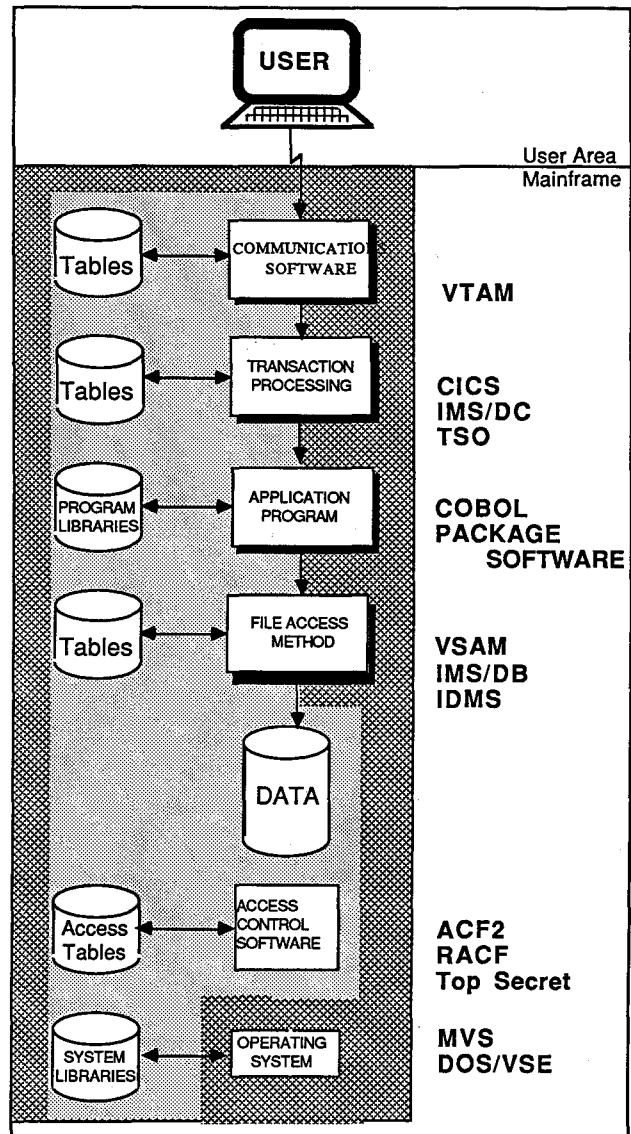 USER
User Area
Mainframe
Tables
COMMUNICATIONS
SOFTWARE
VTAM
Tables
TRANSACTION
PROCESSING
CICS
IMS/DC
TSO
PROGRAM
LIBRARIES
APPLICATION
PROGRAM
COBOL
PACKAGE
SOFTWARE
Tables
FILE ACCESS
METHOD
VSAM
IMS/DB
IDMS
DATA
Access
Tables
ACCESS
CONTROL
SOFTWARE
ACF2
RACF
Top Secret
SYSTEM
LIBRARIES
OPERATING
SYSTEM
MVS
DOS/VSE